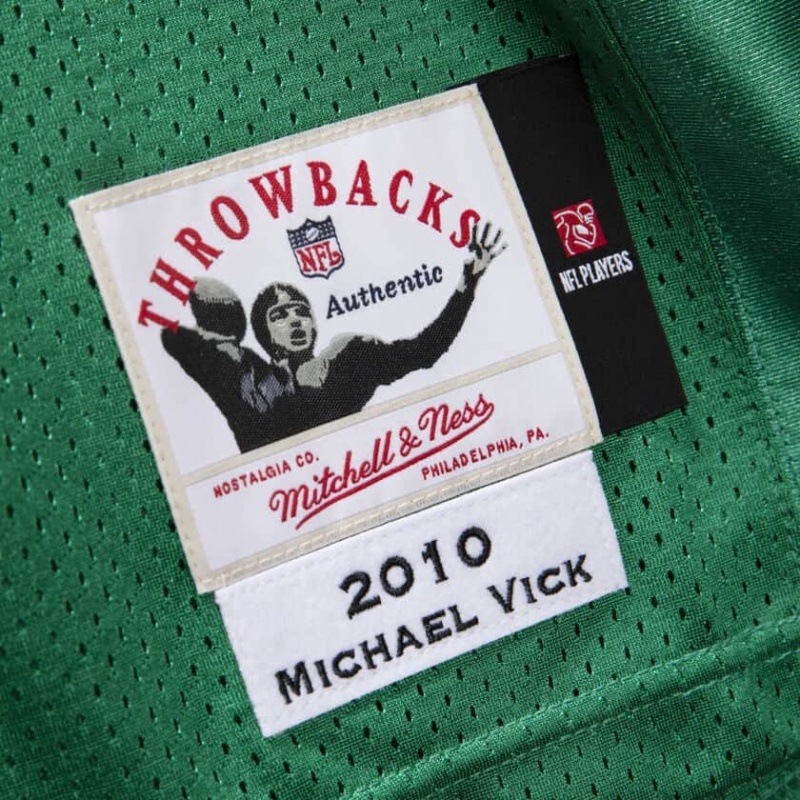 THROWBACKS
NFL
Authentic
NFL PLAYERS
NOSTALGIA CO.
Mitchell & Ness
PHILADELPHIA, PA.
2010
MICHAEL VICK